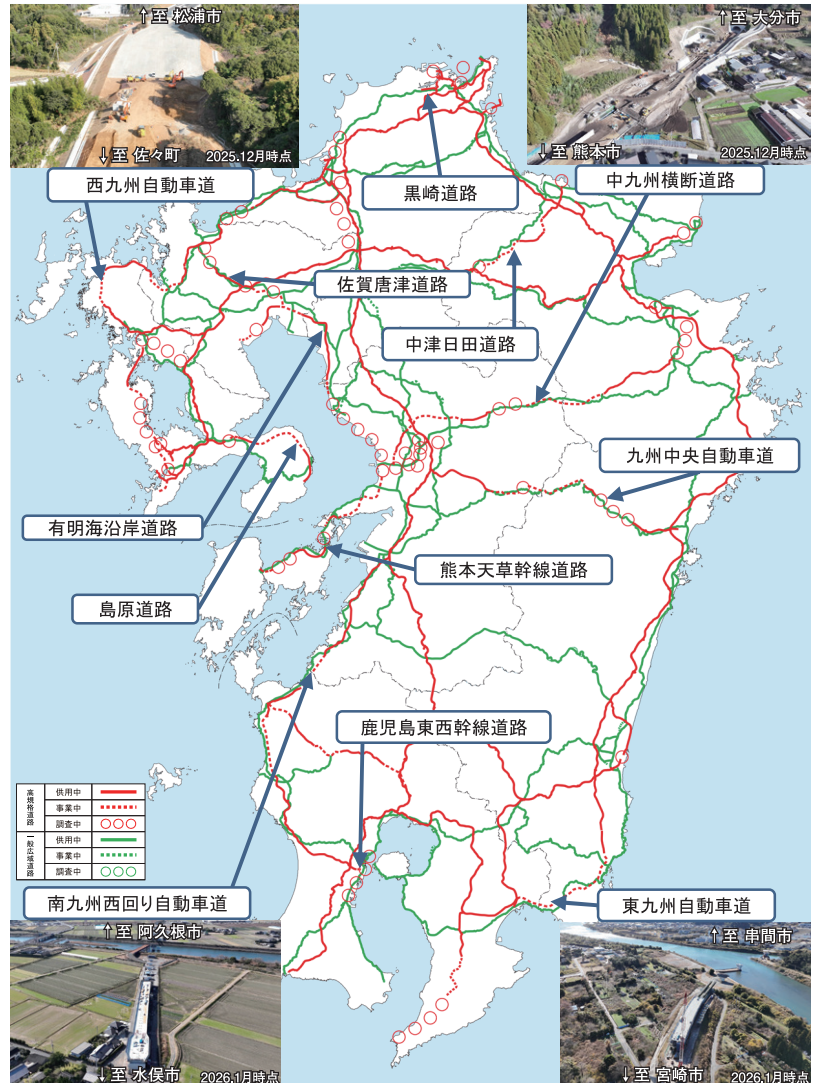 ↑至 松浦市
↓至 佐々町
2025.12月時点
↑至 大分市
↓至 熊本市
2025.12月時点
西九州自動車道
黒崎道路
中九州横断道路
佐賀唐津道路
中津日田道路
九州中央自動車道
有明海沿岸道路
熊本天草幹線道路
島原道路
鹿児島東西幹線道路
高規格道路
供用中
事業中
調査中
一般広域道路
供用中
事業中
調査中
南九州西回り自動車道
東九州自動車道
↑至 阿久根市
↓至 水俣市
2026.1月時点
↑至 串間市
↓至 宮崎市
2026.1月時点